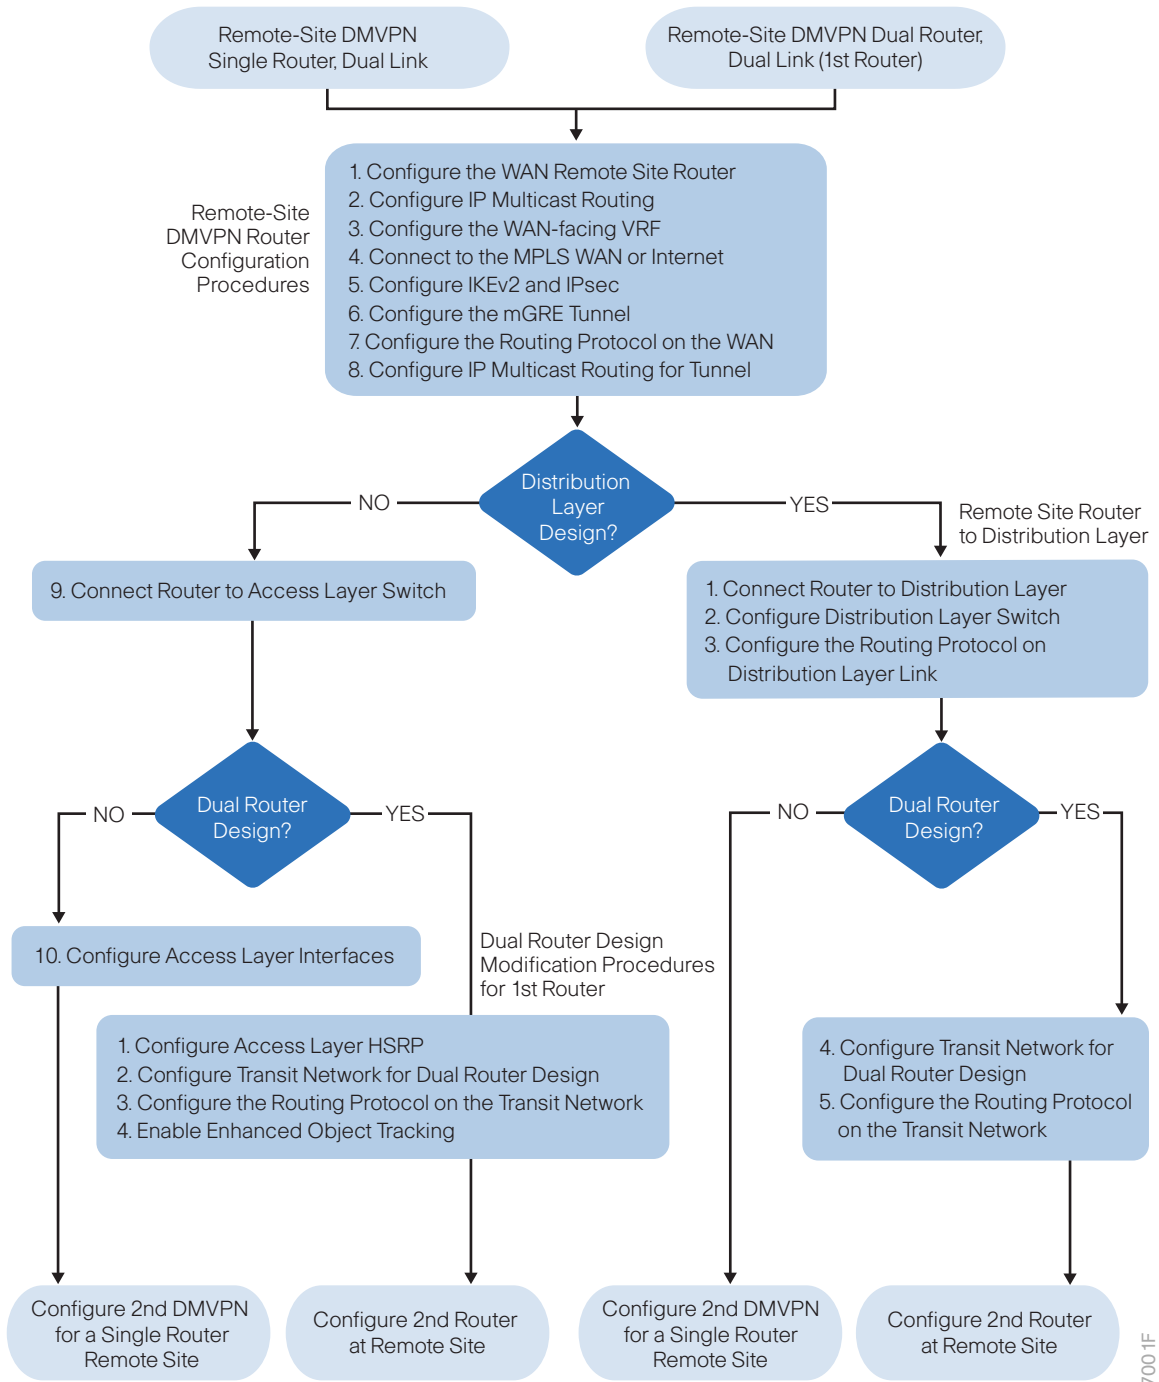 Remote-Site DMVPN
Single Router, Dual Link
Remote-Site DMVPN Dual Router,
Dual Link (1st Router)
Remote-Site
DMVPN Router
Configuration
Procedures
1. Configure the WAN Remote Site Router
2. Configure IP Multicast Routing
3. Configure the WAN-facing VRF
4. Connect to the MPLS WAN or Internet
5. Configure IKEv2 and IPsec
6. Configure the mGRE Tunnel
7. Configure the Routing Protocol on the WAN
8. Configure IP Multicast Routing for Tunnel
Distribution
Layer
Design?
NO
YES
Remote Site Router
to Distribution Layer
9. Connect Router to Access Layer Switch
1. Connect Router to Distribution Layer
2. Configure Distribution Layer Switch
3. Configure the Routing Protocol on
Distribution Layer Link
Dual Router
Design?
NO
YES
Dual Router
Design?
NO
YES
10. Configure Access Layer Interfaces
Dual Router Design
Modification Procedures
for 1st Router
1. Configure Access Layer HSRP
2. Configure Transit Network for Dual Router Design
3. Configure the Routing Protocol on the Transit Network
4. Enable Enhanced Object Tracking
4. Configure Transit Network for
Dual Router Design
5. Configure the Routing Protocol
on the Transit Network
Configure 2nd DMVPN
for a Single Router
Remote Site
Configure 2nd Router
at Remote Site
Configure 2nd DMVPN
for a Single Router
Remote Site
Configure 2nd Router
at Remote Site